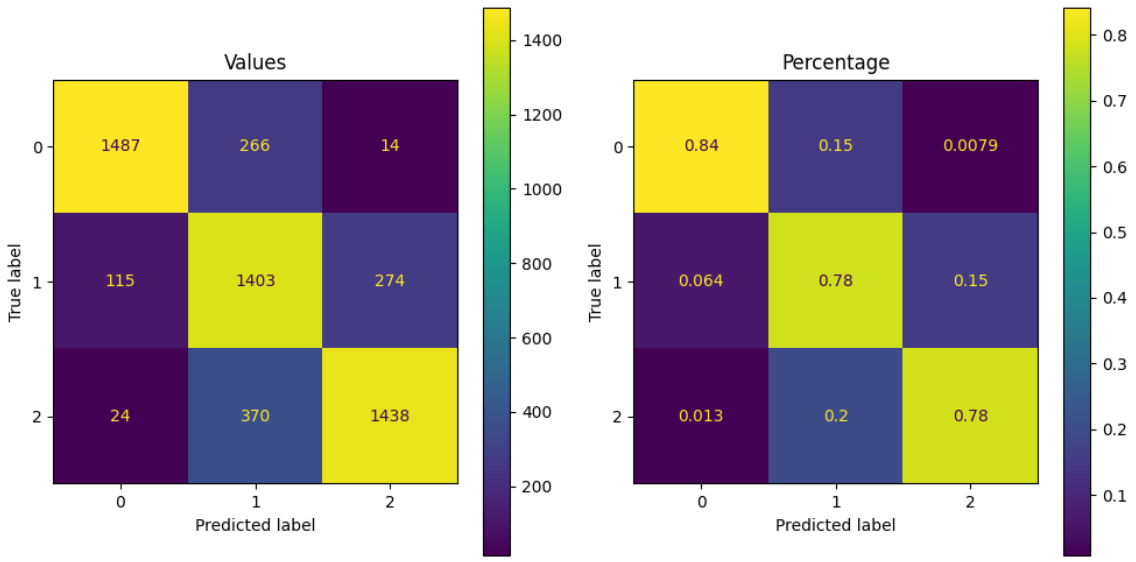 Values
1400
1200
1000
800
600
400
200
0
1
2
1487 266 14
115 1403 274
24 370 1438
0 1 2
Predicted label
True label
Percentage
0.8
0.7
0.6
0.5
0.4
0.3
0.2
0.1
0
1
2
0.84 0.15 0.0079
0.064 0.78 0.15
0.013 0.2 0.78
0 1 2
Predicted label
True label